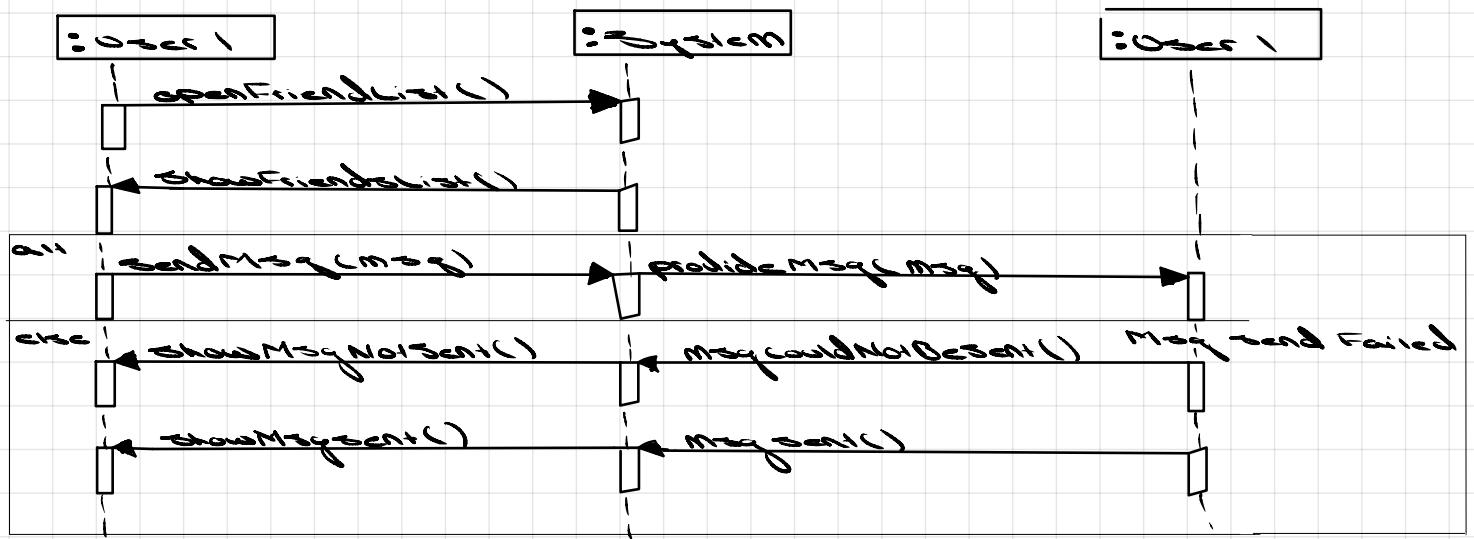 :User 1
:System
:User 1
openFriendList()
showFriendsList()
alt
sendMsg(msg)
provideMsg(msg)
else
showMsgNotSent()
msgCouldNotBeSent()
Msg send Failed
showMsgSent()
msgSent()